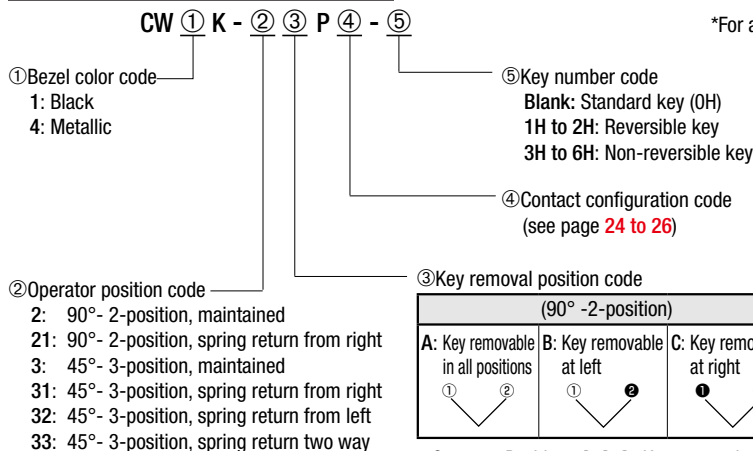 CW ① K - ② ③ P ④ - ⑤
*For a
①Bezel color code
1: Black
4: Metallic
⑤Key number code
Blank: Standard key (0H)
1H to 2H: Reversible key
3H to 6H: Non-reversible key
④Contact configuration code
(see page 24 to 26)
②Operator position code
2: 90°- 2-position, maintained
21: 90°- 2-position, spring return from right
3: 45°- 3-position, maintained
31: 45°- 3-position, spring return from right
32: 45°- 3-position, spring return from left
33: 45°- 3-position, spring return two way
③Key removal position code
(90° -2-position)
A: Key removable in all positions
① ②
B: Key removable at left
① ❷
C: Key remo
at right
❶